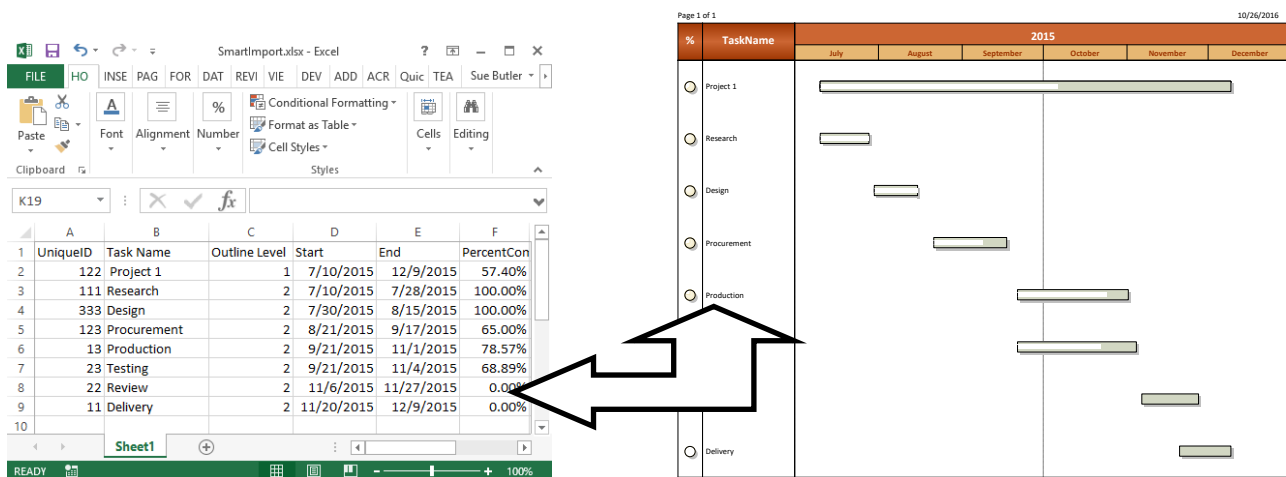 SmartImport.xlsx - Excel
?
FILE HO INSE PAG FOR DAT REVI VIE DEV ADD ACR Quic TEA Sue Butler
Paste
Font
Alignment
%
Number
Conditional Formatting
Format as Table
Cell Styles
Cells
Editing
Clipboard
Styles
K19
fx
A B C D E F
1 UniqueID Task Name Outline Level Start End PercentCon
2 122 Project 1 1 7/10/2015 12/9/2015 57.40%
3 111 Research 2 7/10/2015 7/28/2015 100.00%
4 333 Design 2 7/30/2015 8/15/2015 100.00%
5 123 Procurement 2 8/21/2015 9/17/2015 65.00%
6 13 Production 2 9/21/2015 11/1/2015 78.57%
7 23 Testing 2 9/21/2015 11/4/2015 68.89%
8 22 Review 2 11/6/2015 11/27/2015 0.00%
9 11 Delivery 2 11/20/2015 12/9/2015 0.00%
10
Sheet1
READY
100%
Page 1 of 1
10/26/2016
% TaskName
2015
July August September October November December
Project 1
Research
Design
Procurement
Production
Delivery